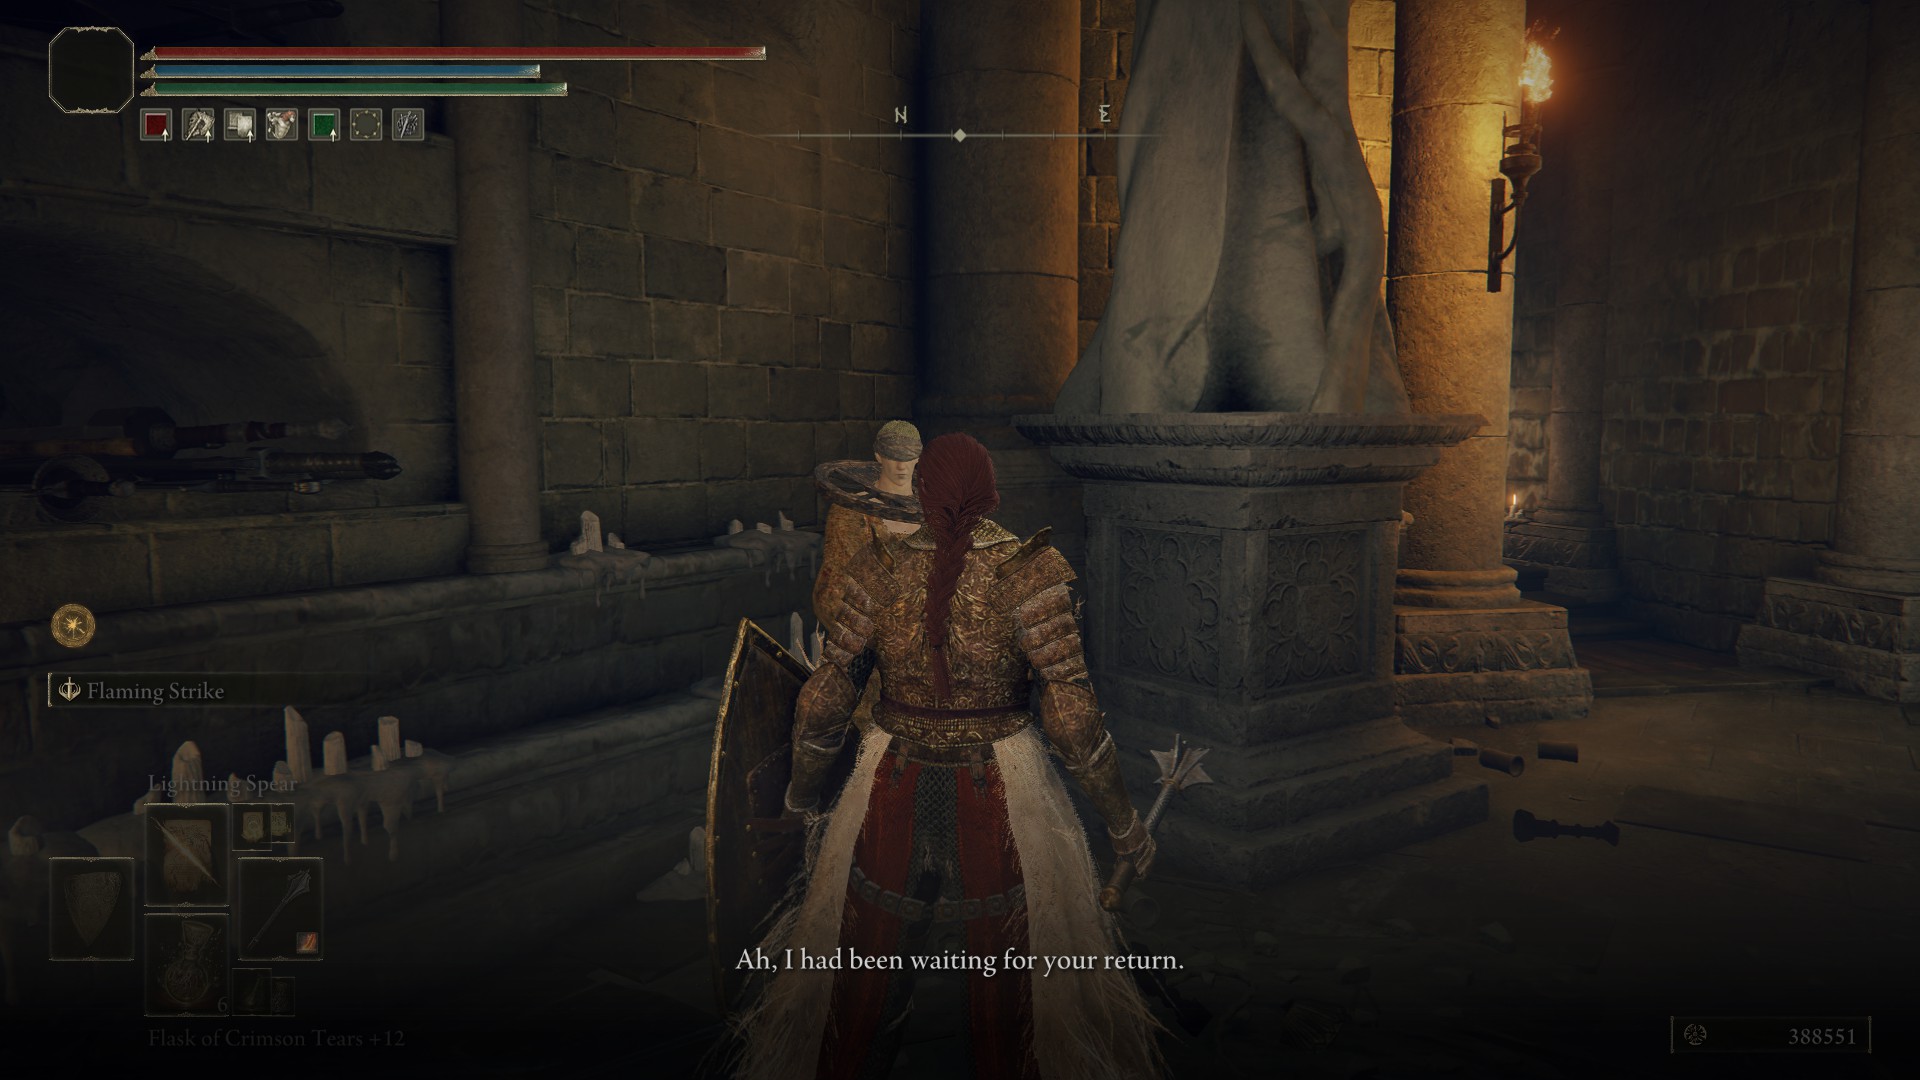 N
E
Flaming Strike
Lightning Spear
6
Flask of Crimson Tears +12
Ah, I had been waiting for your return.
388551